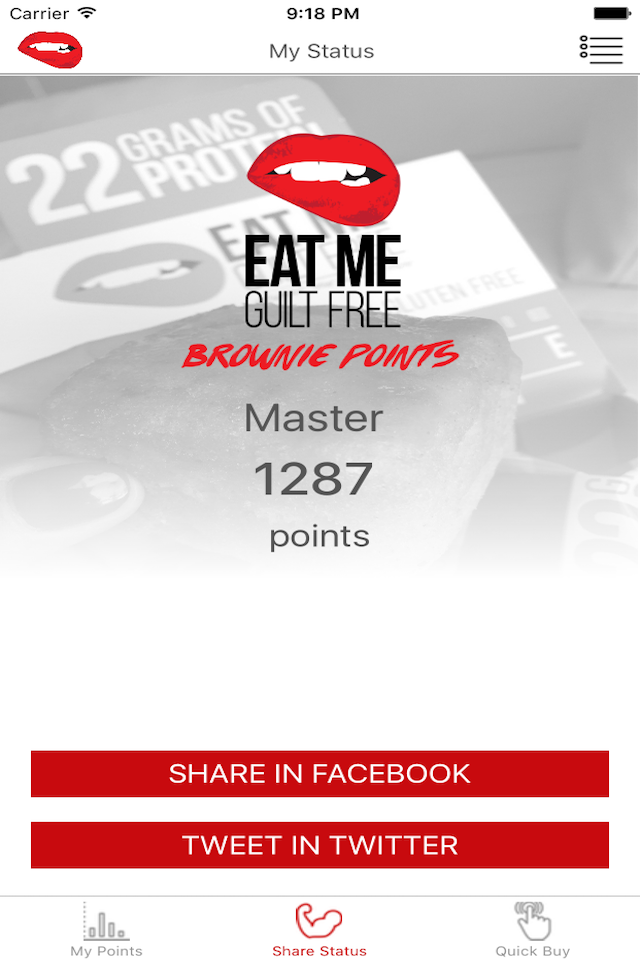 Carrier
9:18 PM
My Status
22 GRAMS OF
PROTEIN
EAT ME
GLUTEN FREE
EAT ME
GUILT FREE
BROWNIE POINTS
Master
1287
points
SHARE IN FACEBOOK
TWEET IN TWITTER
My Points
Share Status
Quick Buy